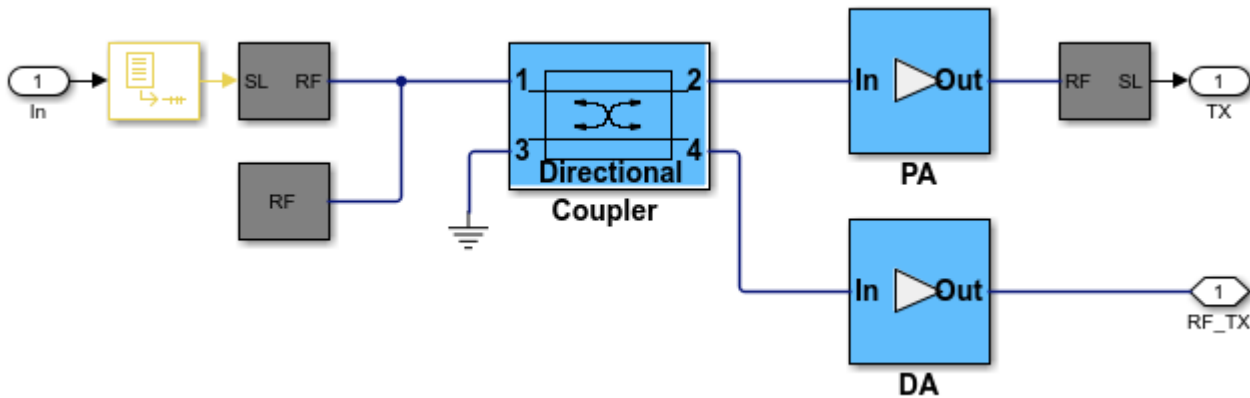 1
In
SL RF
RF
1 2
3 4
Directional
Coupler
In Out
PA
RF SL
1
TX
In Out
DA
1
RF_TX